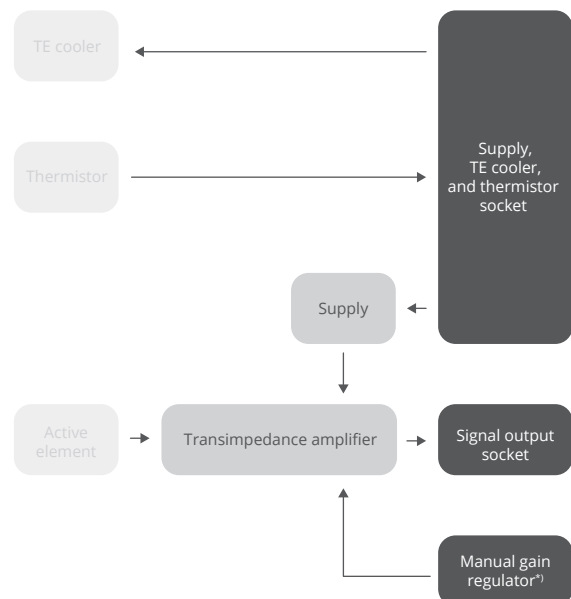 TE cooler
Supply,
TE cooler,
and thermistor
socket
Thermistor
Supply
Active
element
Transimpedance amplifier
Signal output
socket
Manual gain
regulator*)